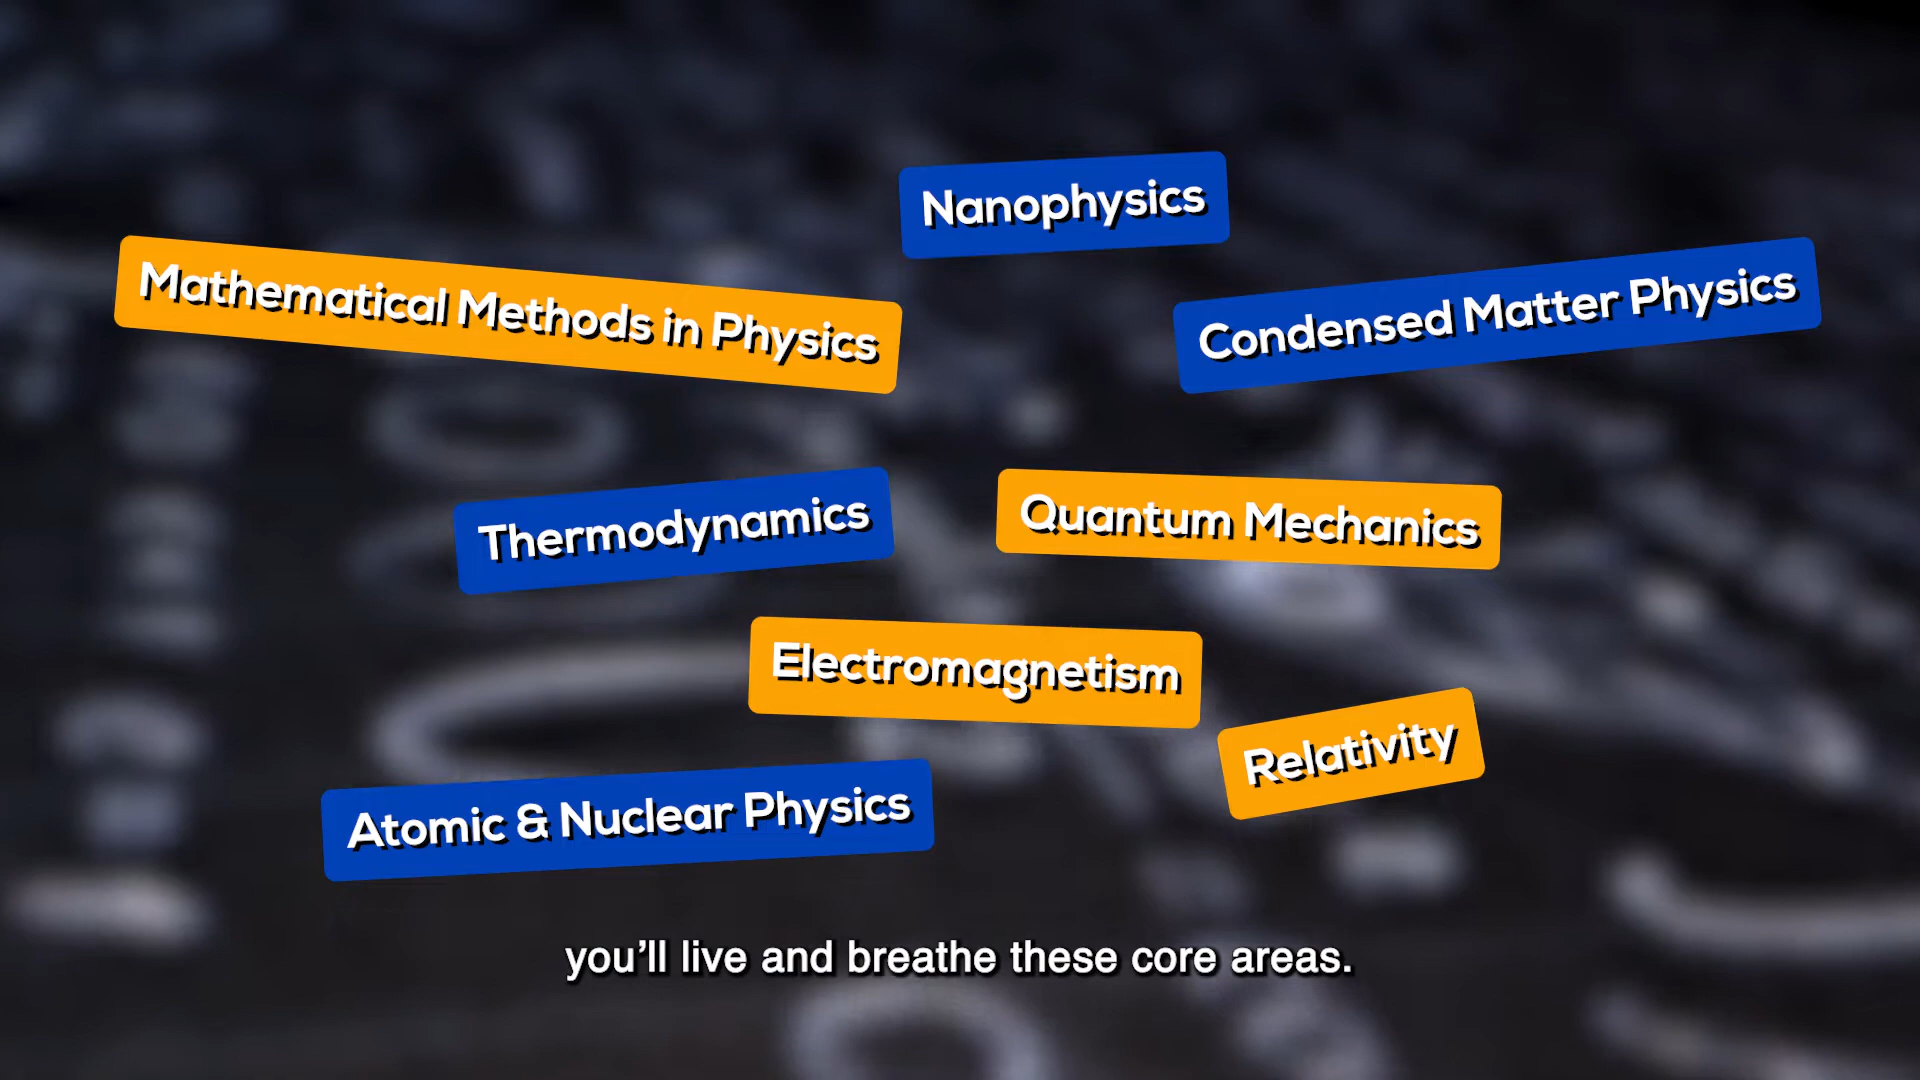 Nanophysics
Mathematical Methods in Physics
Condensed Matter Physics
Thermodynamics
Quantum Mechanics
Electromagnetism
Relativity
Atomic & Nuclear Physics
you’ll live and breathe these core areas.